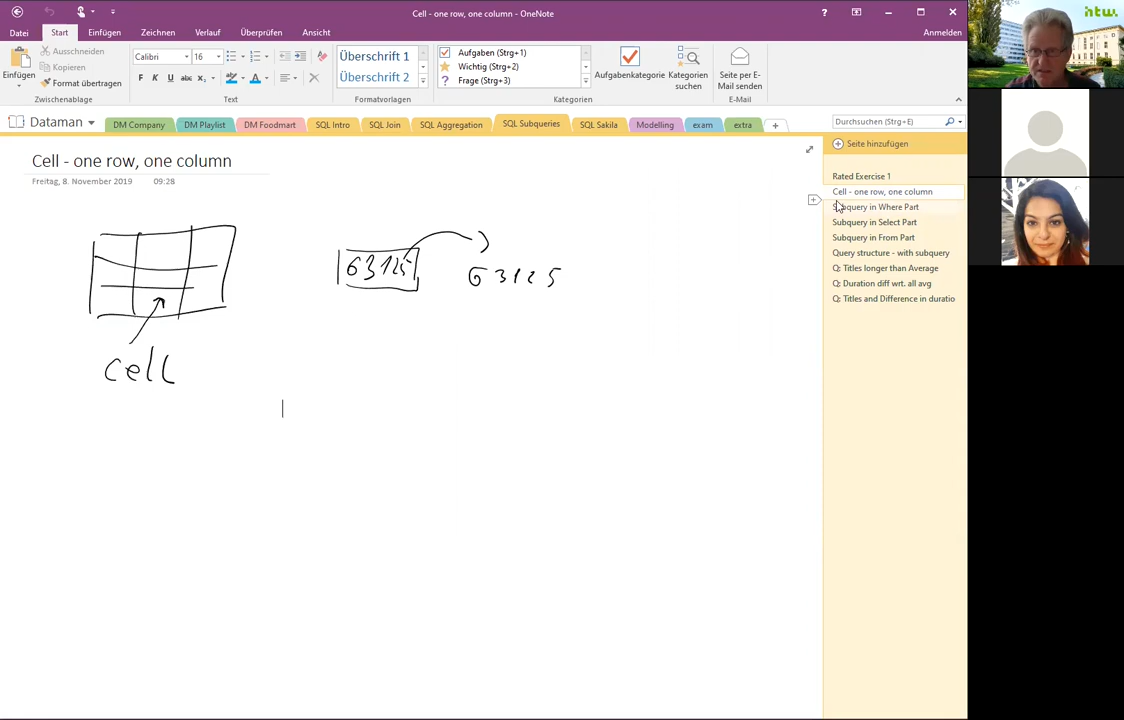 Cell - one row, one column - OneNote
?
htw
Datei Start Einfügen Zeichnen Verlauf Überprüfen Ansicht Anmelden
Einfügen
Ausschneiden
Kopieren
Format übertragen
Zwischenablage
Calibri 16
F K U abc
Text
Überschrift 1
Überschrift 2
Formatvorlagen
Aufgaben (Strg+1)
Wichtig (Strg+2)
Frage (Strg+3)
Aufgabenkategorie
Kategorien suchen
Kategorien
Seite per E-
Mail senden
E-Mail
Dataman DM Company DM Playlist DM Foodmart SQL Intro SQL Join SQL Aggregation SQL Subqueries SQL Sakila Modelling exam extra
Durchsuchen (Strg+E)
Seite hinzufügen
Cell - one row, one column
Freitag, 8. November 2019 09:28
63125
63125
cell
Rated Exercise 1
Cell - one row, one column
Subquery in Where Part
Subquery in Select Part
Subquery in From Part
Query structure - with subquery
Q: Titles longer than Average
Q: Duration diff wrt. all avg
Q: Titles and Difference in duratio